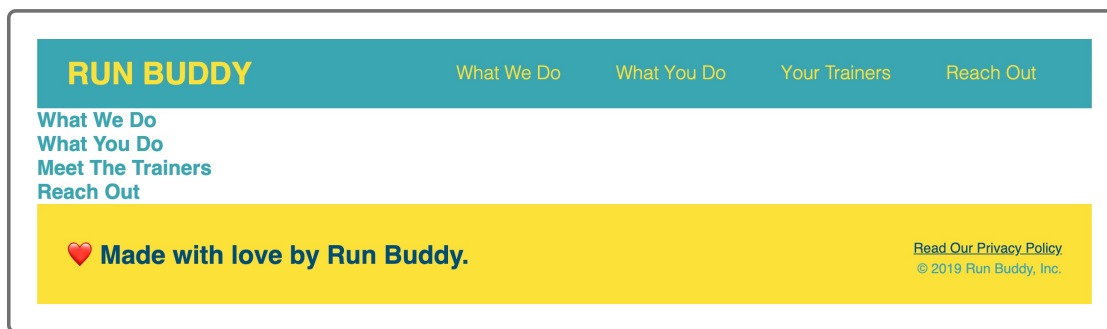 RUN BUDDY What We Do What You Do Your Trainers Reach Out
What We Do
What You Do
Meet The Trainers
Reach Out
❤️ Made with love by Run Buddy.
Read Our Privacy Policy
© 2019 Run Buddy, Inc.